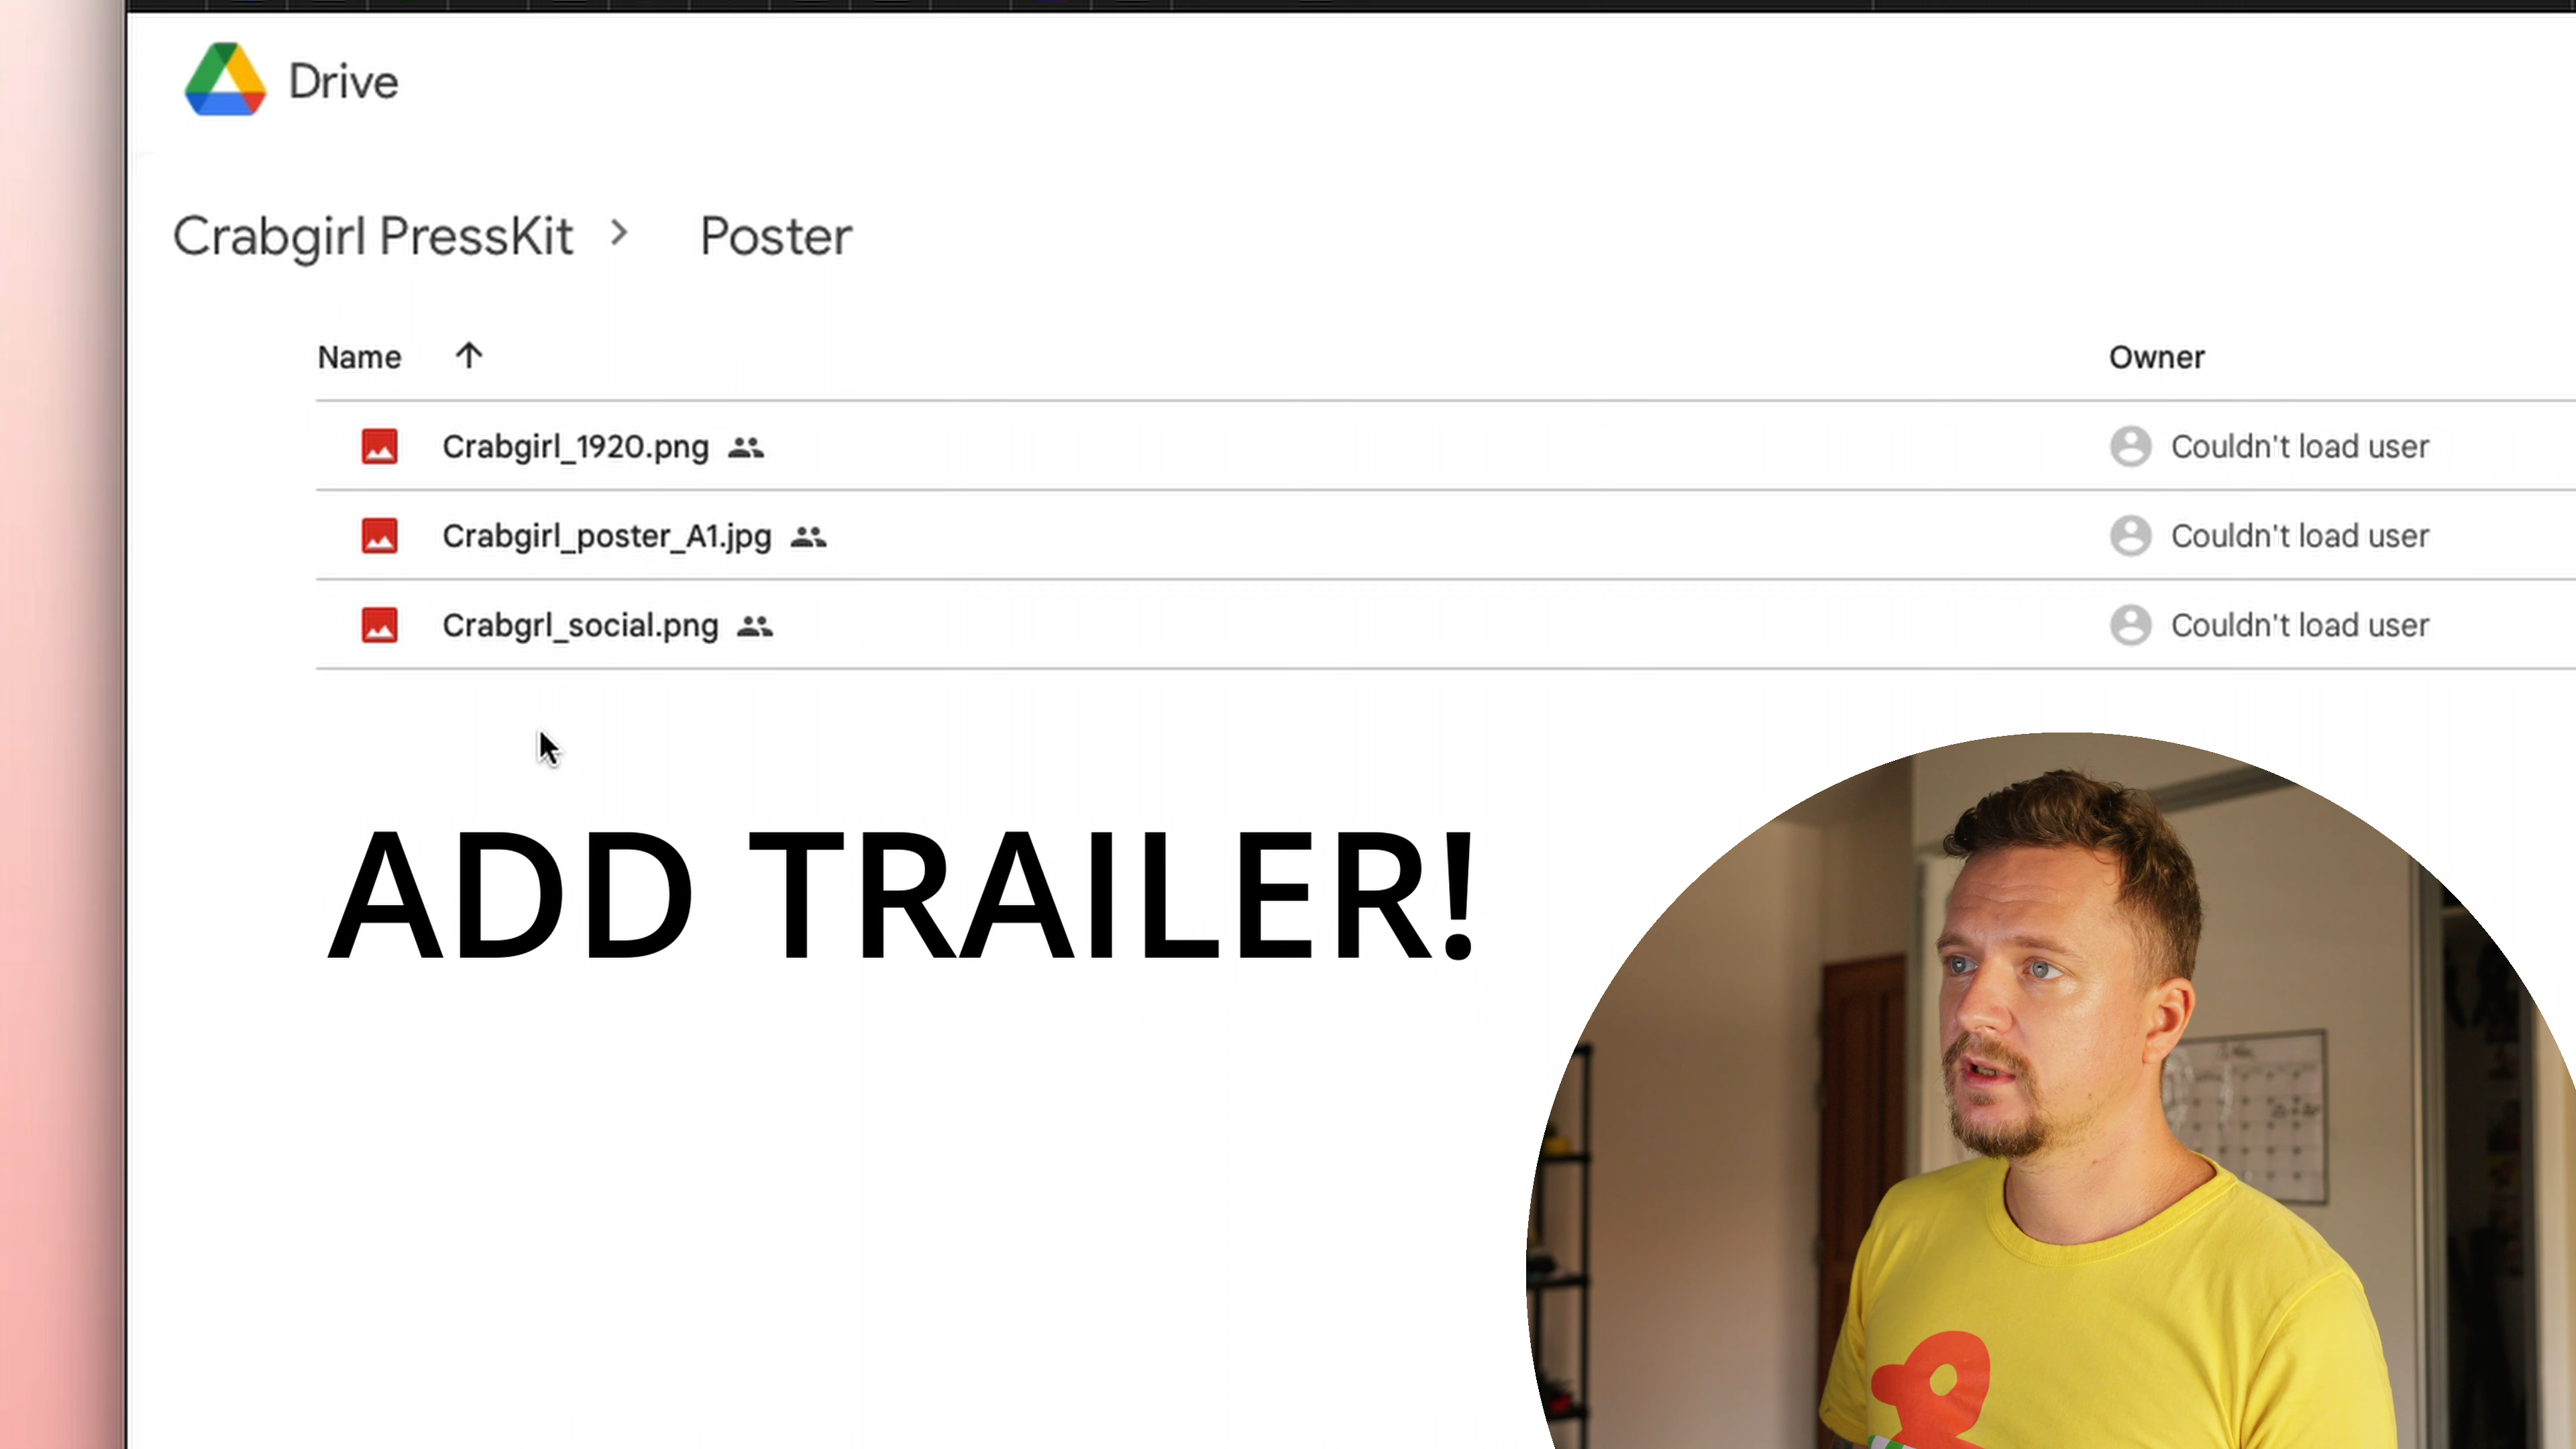 Drive
Crabgirl PressKit > Poster
Name ↑ Owner
Crabgirl_1920.png Couldn't load user
Crabgirl_poster_A1.jpg Couldn't load user
Crabgrl_social.png Couldn't load user
ADD TRAILER!